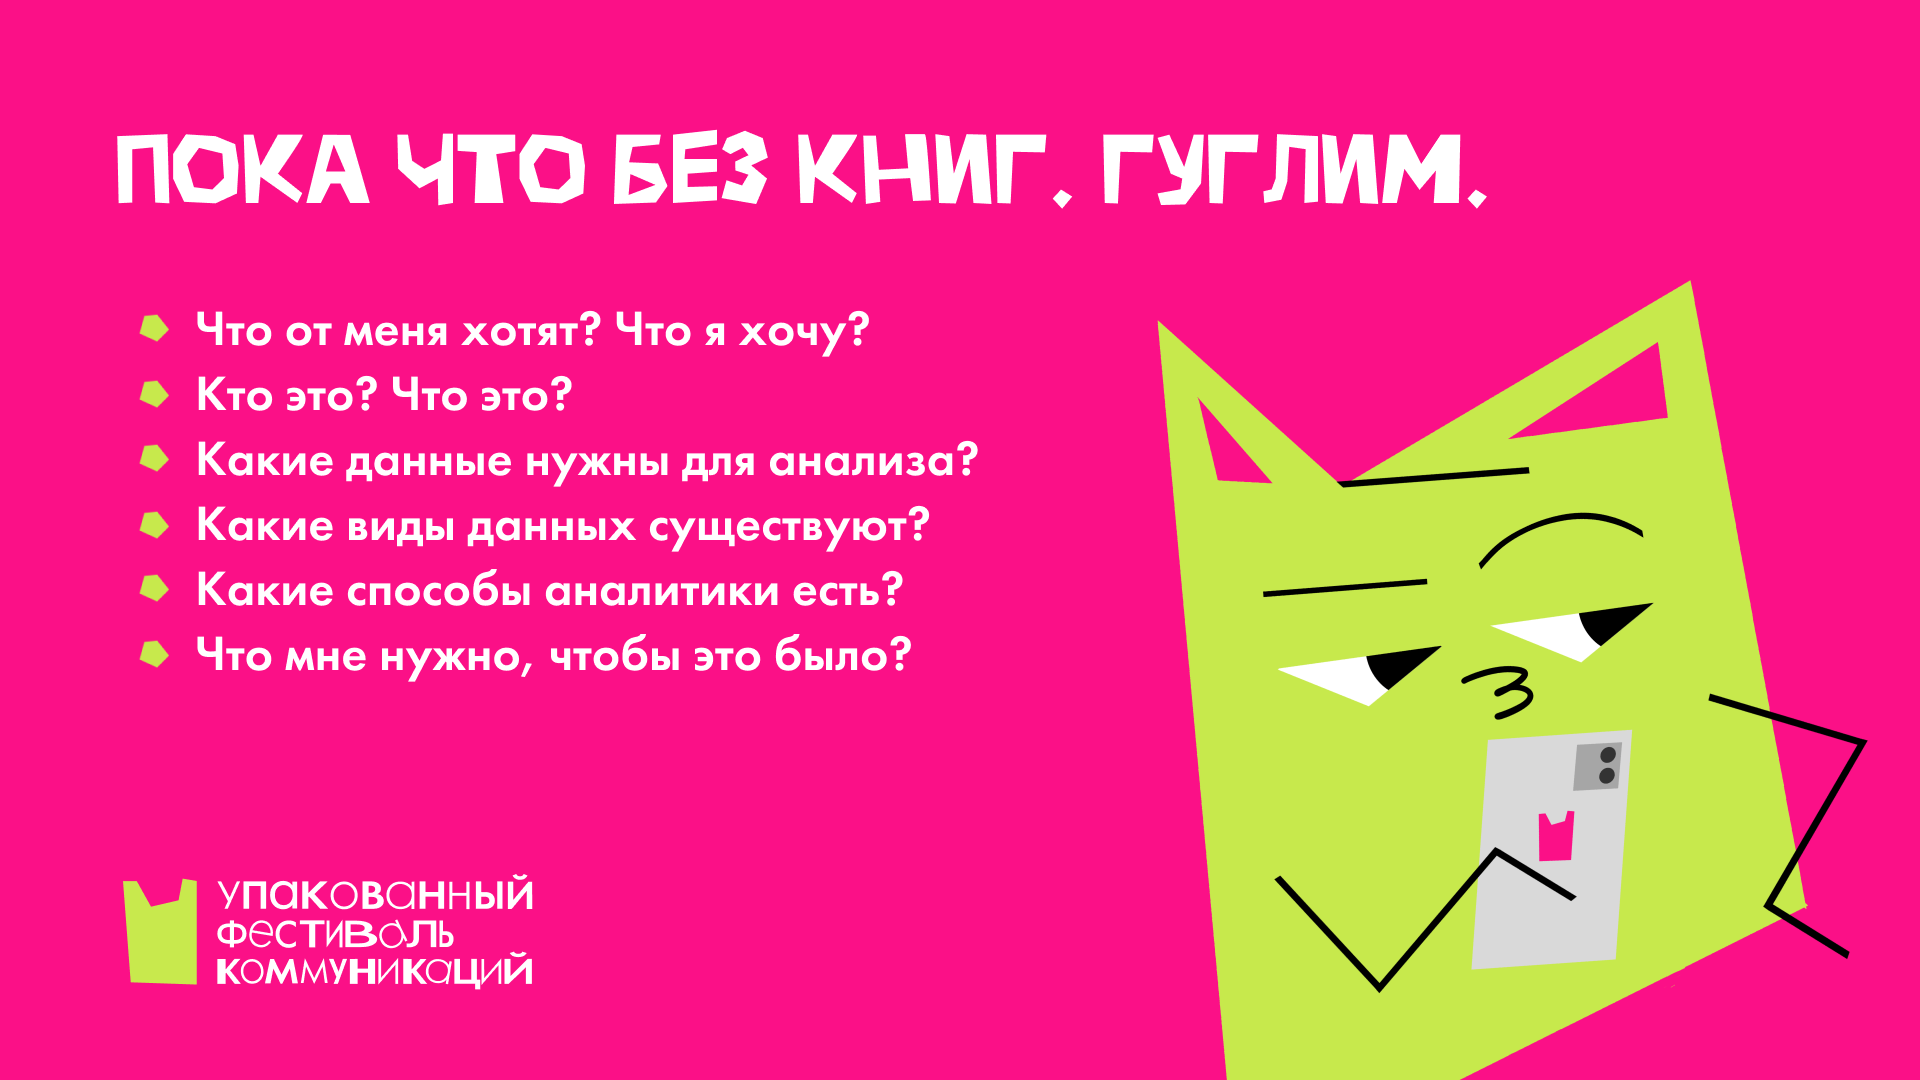 ПОКА ЧТО БЕЗ КНИГ. ГУГЛИМ.
Что от меня хотят? Что я хочу?
Кто это? Что это?
Какие данные нужны для анализа?
Какие виды данных существуют?
Какие способы аналитики есть?
Что мне нужно, чтобы это было?
УПАКОВАННЫЙ
ФЕСТИВАЛЬ
КОММУНИКАЦИЙ